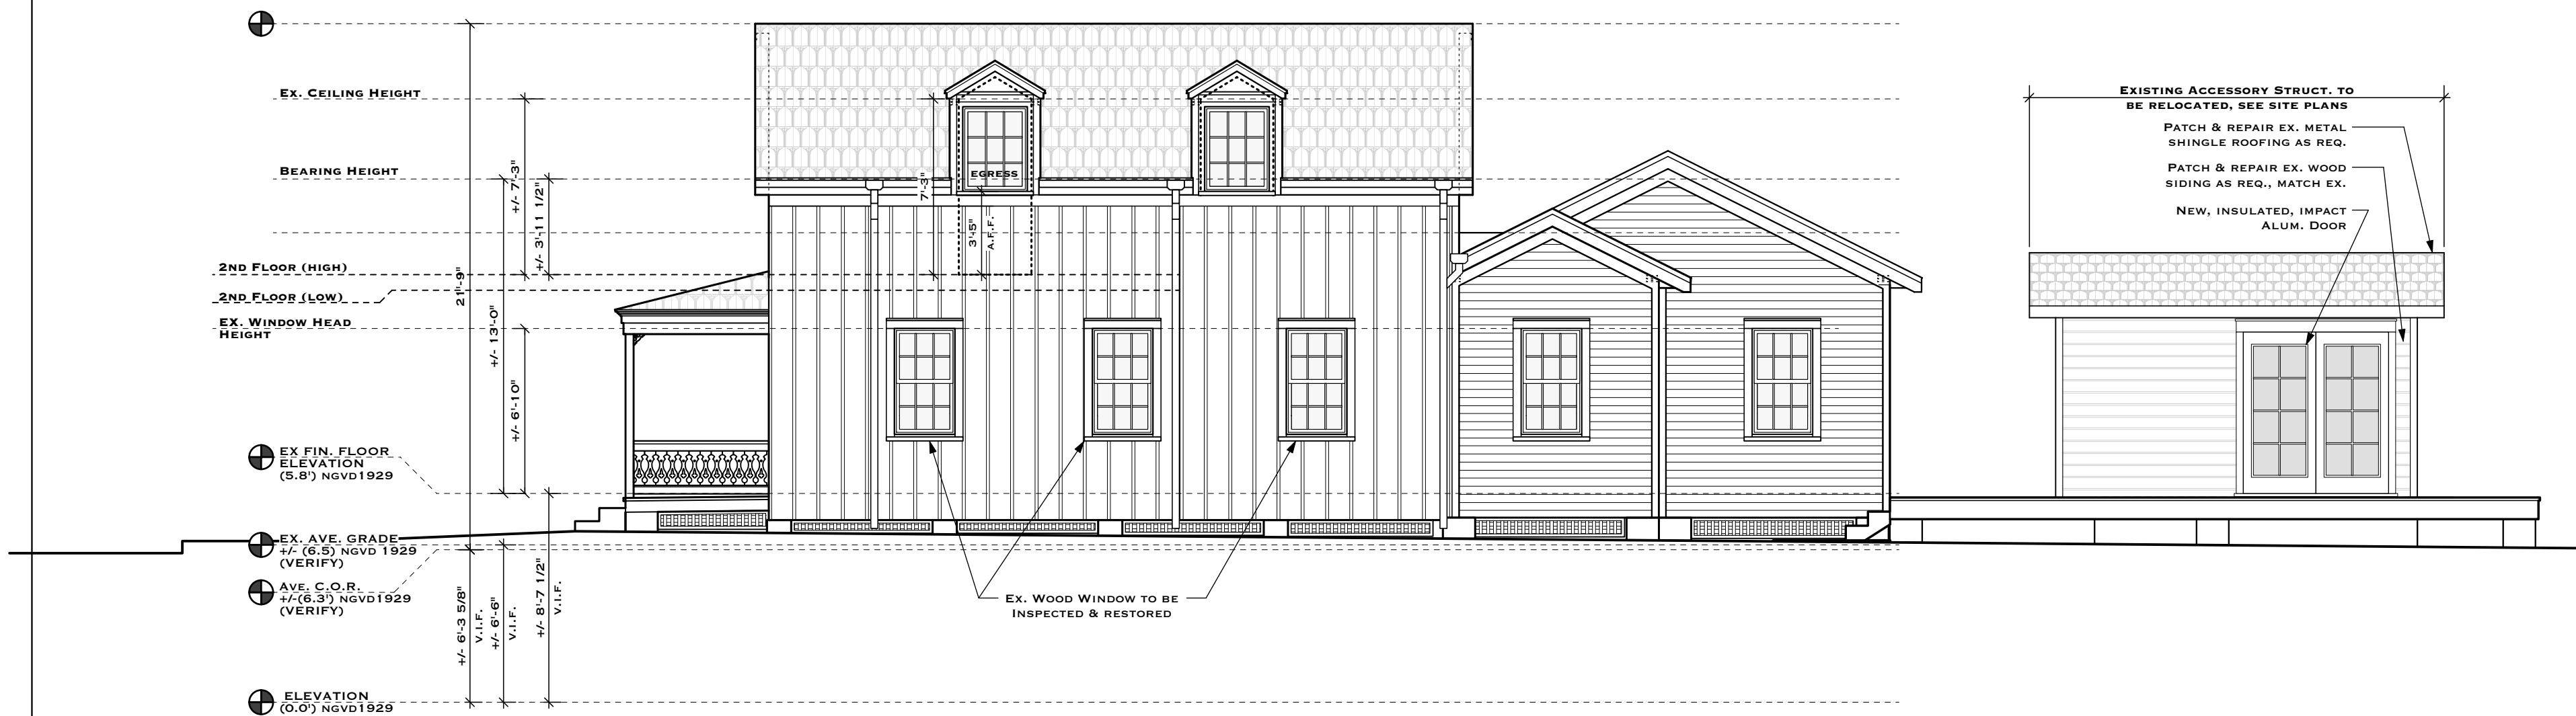 EX. CEILING HEIGHT
BEARING HEIGHT
2ND FLOOR (HIGH)
2ND FLOOR (LOW)
EX. WINDOW HEAD
HEIGHT
EX FIN. FLOOR
ELEVATION
(5.8') NGVD1929
EX. AVE. GRADE
+/- (6.5) NGVD 1929
(VERIFY)
AVE. C.O.R.
+/-(6.3') NGVD1929
(VERIFY)
ELEVATION
(0.0') NGVD1929
21'-9"
+/- 13'-0"
+/- 7'-3"
+/- 3'-11 1/2"
+/- 6'-10"
+/- 6'-3 5/8"
V.I.F.
+/- 6'-6"
V.I.F.
+/- 8'-7 1/2"
V.I.F.
7'-3"
3'-5"
A.F.F.
EGRESS
EX. WOOD WINDOW TO BE
INSPECTED & RESTORED
EXISTING ACCESSORY STRUCT. TO
BE RELOCATED, SEE SITE PLANS
PATCH & REPAIR EX. METAL
SHINGLE ROOFING AS REQ.
PATCH & REPAIR EX. WOOD
SIDING AS REQ., MATCH EX.
NEW, INSULATED, IMPACT
ALUM. DOOR